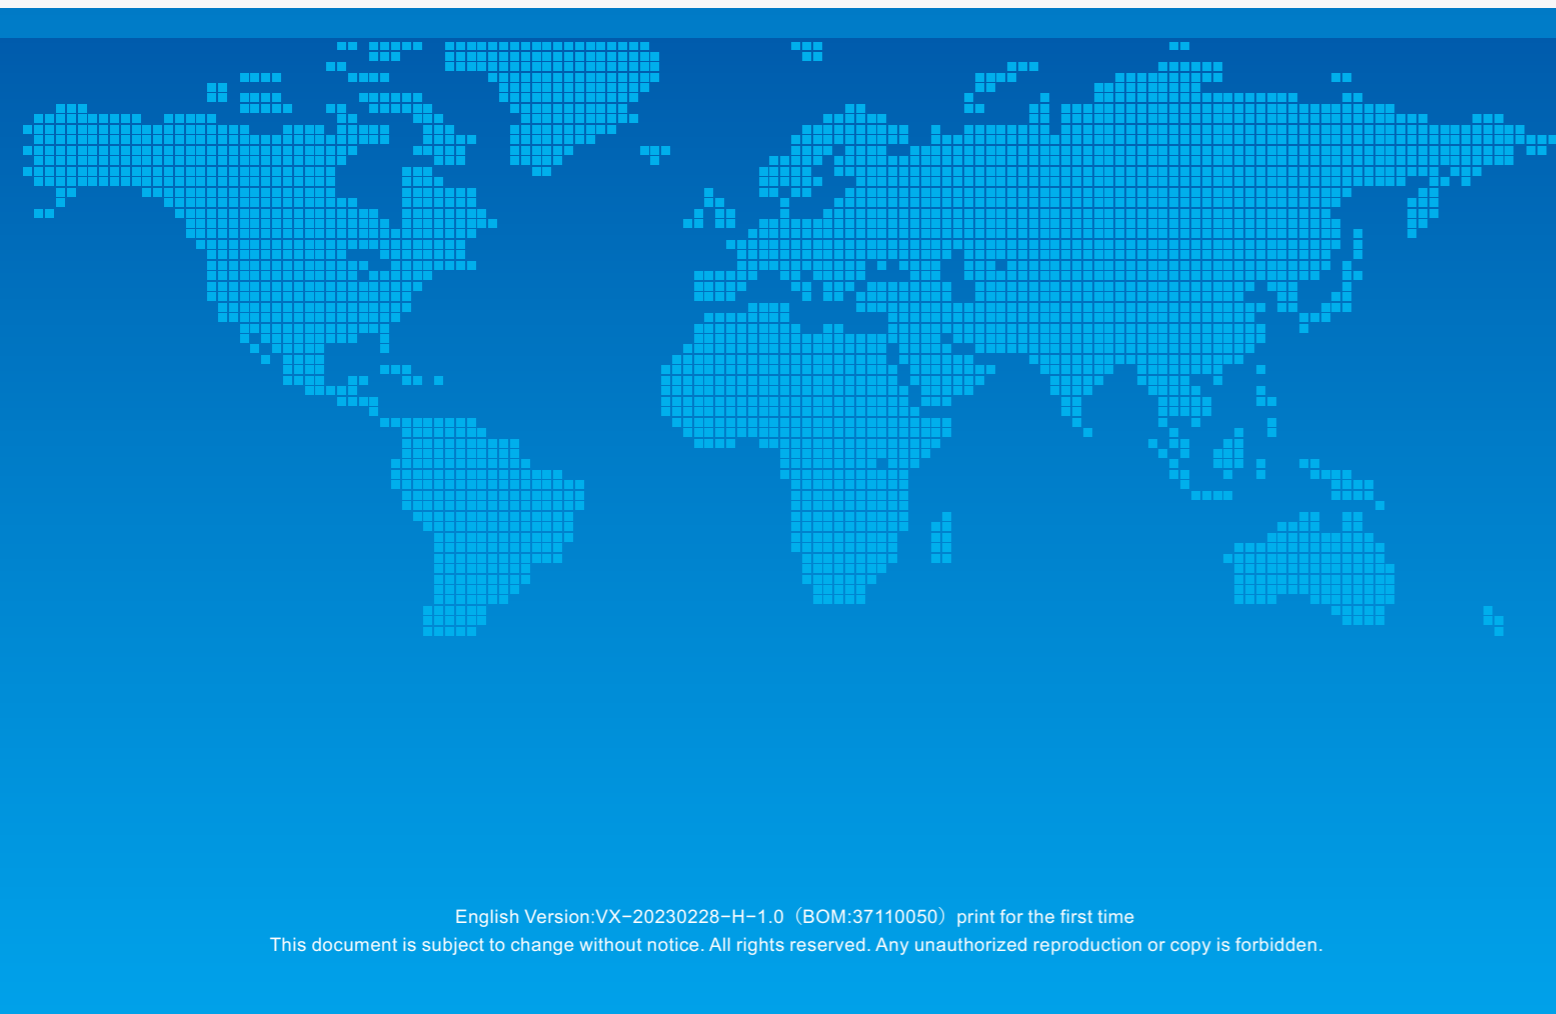 English Version:VX-20230228-H-1.0（BOM:37110050）print for the first time
This document is subject to change without notice. All rights reserved. Any unauthorized reproduction or copy is forbidden.